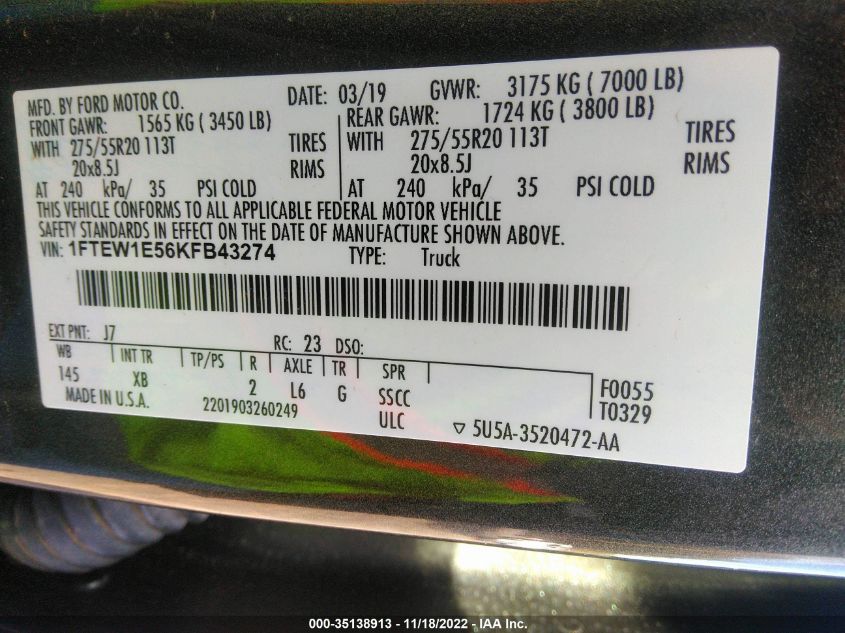 MFD. BY FORD MOTOR CO. DATE: 03/19 GVWR: 3175 KG ( 7000 LB)
FRONT GAWR: 1565 KG ( 3450 LB) REAR GAWR: 1724 KG ( 3800 LB)
WITH 275/55R20 113T TIRES WITH 275/55R20 113T TIRES
20x8.5J RIMS 20x8.5J RIMS
AT 240 kPa/ 35 PSI COLD AT 240 kPa/ 35 PSI COLD
THIS VEHICLE CONFORMS TO ALL APPLICABLE FEDERAL MOTOR VEHICLE
SAFETY STANDARDS IN EFFECT ON THE DATE OF MANUFACTURE SHOWN ABOVE.
VIN: 1FTEW1E56KFB43274 TYPE: Truck
EXT PNT: J7 RC: 23 DSO:
WB INT TR TP/PS R AXLE TR SPR
145 XB 2 L6 G SSCC F0055
MADE IN U.S.A. 2201903260249 ULC T0329
▽ 5U5A-3520472-AA
000-35138913 - 11/18/2022 - IAA Inc.